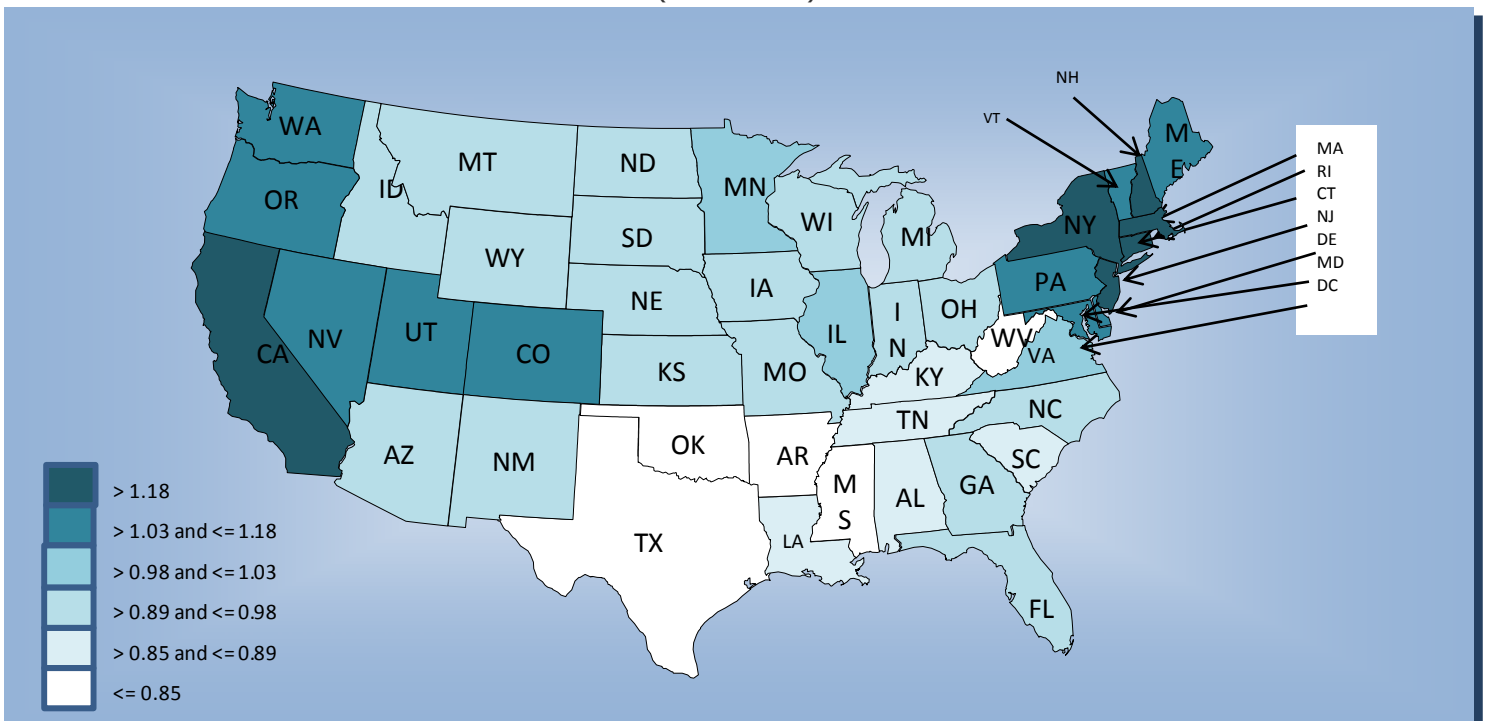 NH
VT
MA
RI
CT
NJ
DE
MD
DC
WA
MT
ND
MN
M
E
ID
OR
WI
MI
NY
SD
WY
PA
IA
NE
OH
I
N
IL
NV
UT
CO
CA
WV
VA
KS
MO
KY
NC
TN
AZ
NM
OK
AR
SC
GA
M
S
AL
TX
LA
FL
> 1.18
> 1.03 and <= 1.18
> 0.98 and <= 1.03
> 0.89 and <= 0.98
> 0.85 and <= 0.89
<= 0.85